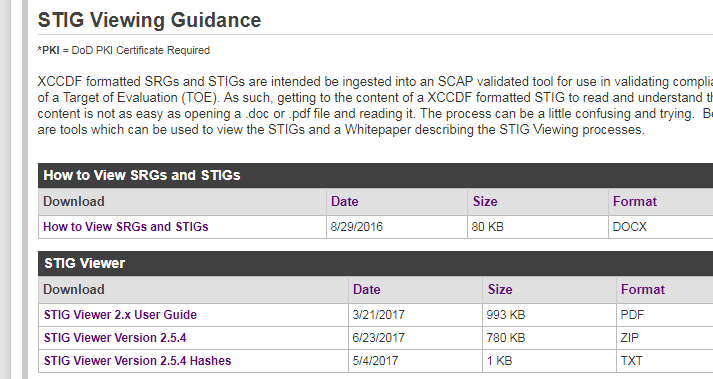 STIG Viewing Guidance
*PKI = DoD PKI Certificate Required
XCCDF formatted SRGs and STIGs are intended be ingested into an SCAP validated tool for use in validating
of a Target of Evaluation (TOE). As such, getting to the content of a XCCDF formatted STIG to read and understand
content is not as easy as opening a .doc or .pdf file and reading it. The process can be a little confusing and trying.
are tools which can be used to view the STIGs and a Whitepaper describing the STIG Viewing processes.
How to View SRGs and STIGs
Download Date Size Format
How to View SRGs and STIGs 8/29/2016 80 KB DOCX
STIG Viewer
Download Date Size Format
STIG Viewer 2.x User Guide 3/21/2017 993 KB PDF
STIG Viewer Version 2.5.4 6/23/2017 780 KB ZIP
STIG Viewer Version 2.5.4 Hashes 5/4/2017 1 KB TXT